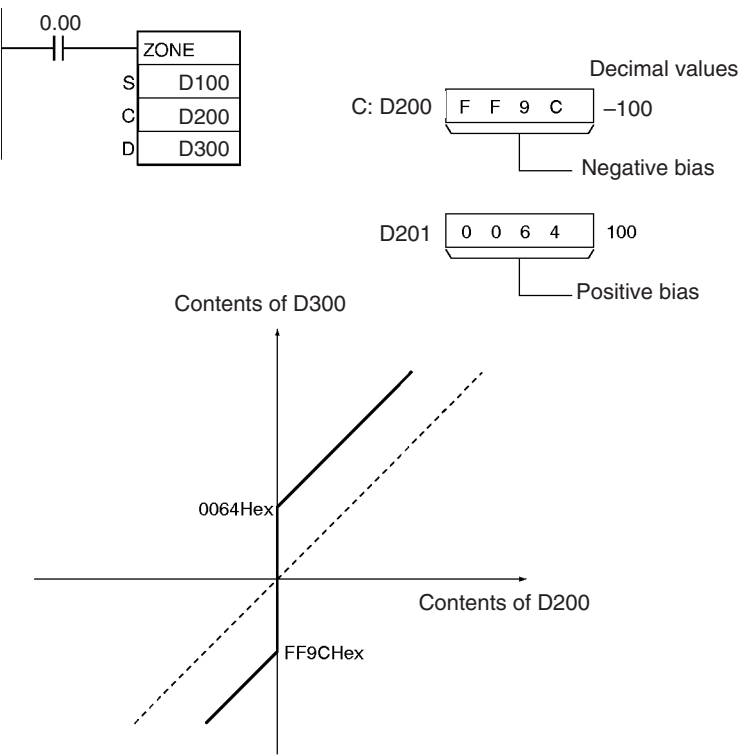 0.00
ZONE
S D100
C D200
D D300
Decimal values
C: D200 F F 9 C –100
Negative bias
D201 0 0 6 4 100
Positive bias
Contents of D300
0064Hex
Contents of D200
FF9CHex